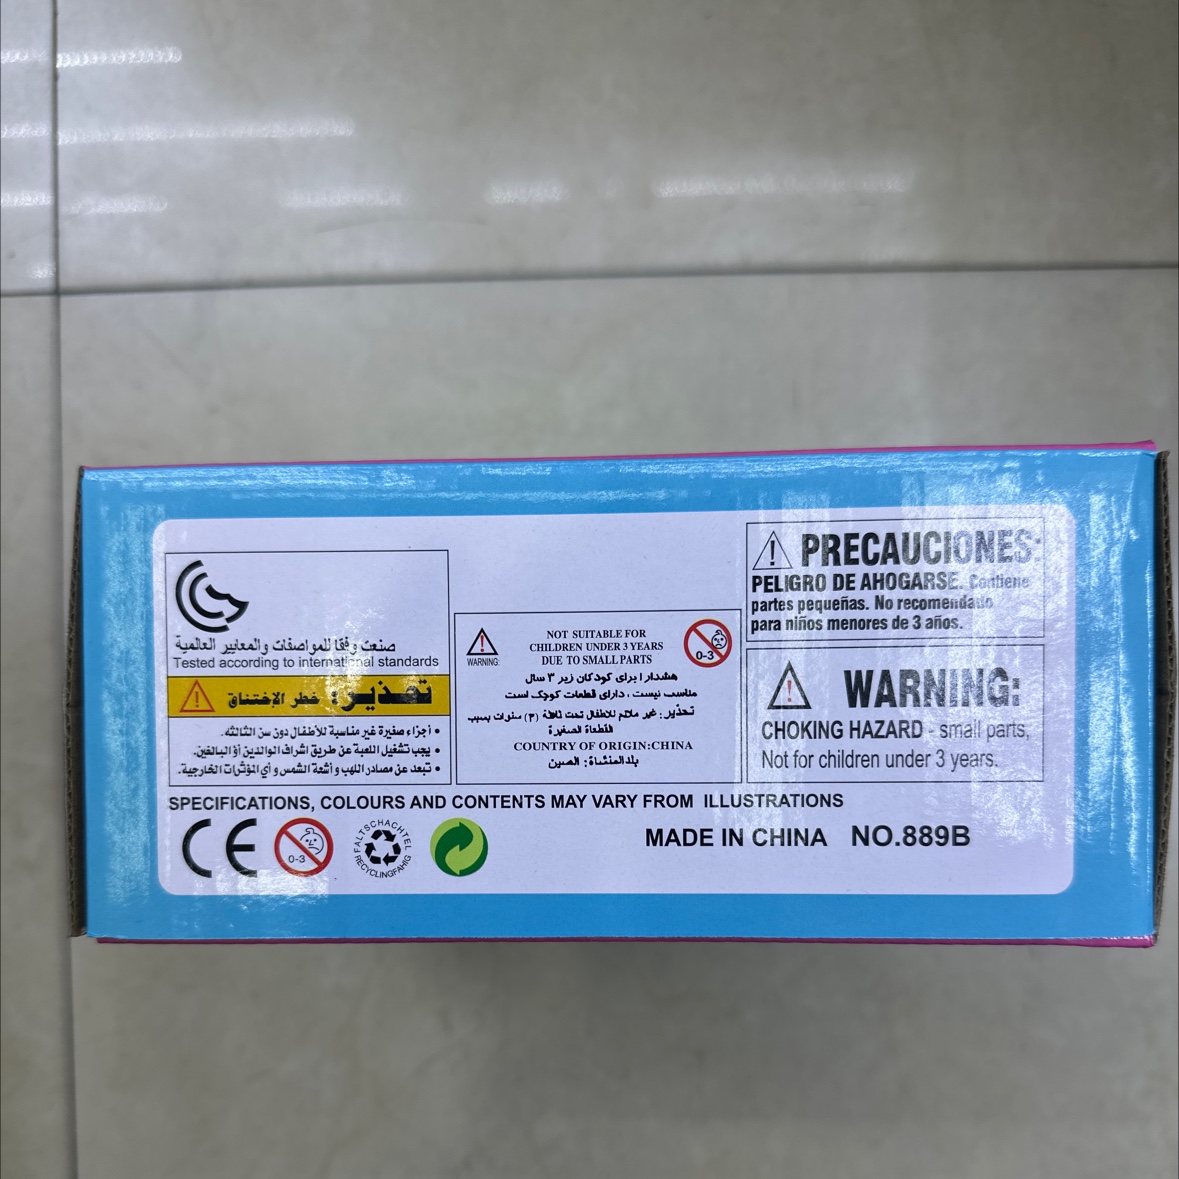 صنعت وفقا للمواصفات والمعايير العالمية
Tested according to international standards
تحذير: خطر الإختناق
• أجزاء صغيرة غير مناسبة للأطفال دون سن الثالثه.
• يجب تشغيل اللعبة عن طريق اشراف الوالدين أو البالغين.
• تبعد عن مصادر اللهب و أشعة الشمس و أي المؤثرات الخارجية.
WARNING:
NOT SUITABLE FOR
CHILDREN UNDER 3 YEARS
DUE TO SMALL PARTS
0-3
هشدار ! برای کودکان زیر ۳ سال
مناسب نیست ، دارای قطعات کوچک است
تحذير : غير ملائم للاطفال تحت ثلاثة (٣) سنوات بسبب
القطعاة الصغيرة
COUNTRY OF ORIGIN:CHINA
بلد المنشاة : الصين
PRECAUCIONES:
PELIGRO DE AHOGARSE. Contiene
partes pequeñas. No recomendado
para niños menores de 3 años.
WARNING:
CHOKING HAZARD - small parts,
Not for children under 3 years.
SPECIFICATIONS, COLOURS AND CONTENTS MAY VARY FROM ILLUSTRATIONS
CE
0-3
FALTSCHACHTEL
RECYCLINGFÄHIG
MADE IN CHINA NO.889B